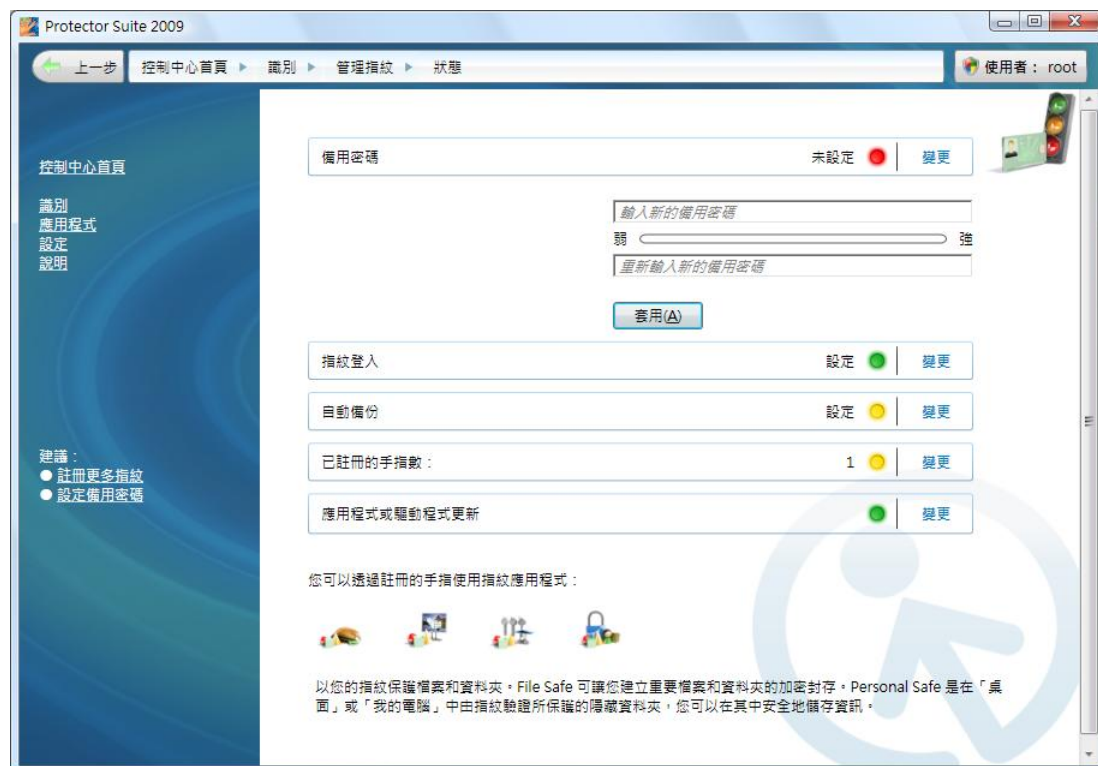 Protector Suite 2009
上一步 控制中心首頁 識別 管理指紋 狀態 使用者： root
控制中心首頁
識別
應用程式
設定
說明
建議：
註冊更多指紋
設定備用密碼
備用密碼 未設定 變更
輸入新的備用密碼
弱 強
重新輸入新的備用密碼
套用(A)
指紋登入 設定 變更
自動備份 設定 變更
已註冊的手指數： 1 變更
應用程式或驅動程式更新 變更
您可以透過註冊的手指使用指紋應用程式：
以您的指紋保護檔案和資料夾。File Safe 可讓您建立重要檔案和資料夾的加密封存。Personal Safe 是在「桌
面」或「我的電腦」中由指紋驗證所保護的隱藏資料夾，您可以在其中安全地儲存資訊。